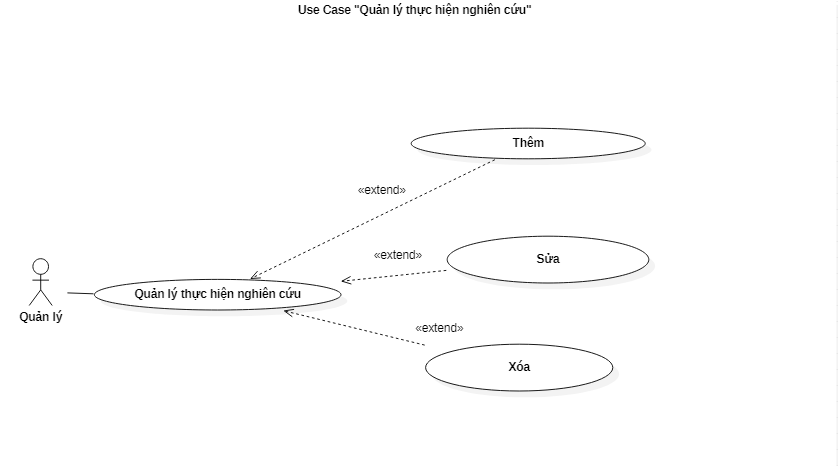 Use Case "Quản lý thực hiện nghiên cứu"
Thêm
«extend»
«extend»
Sửa
Quản lý thực hiện nghiên cứu
Quản lý
«extend»
Xóa